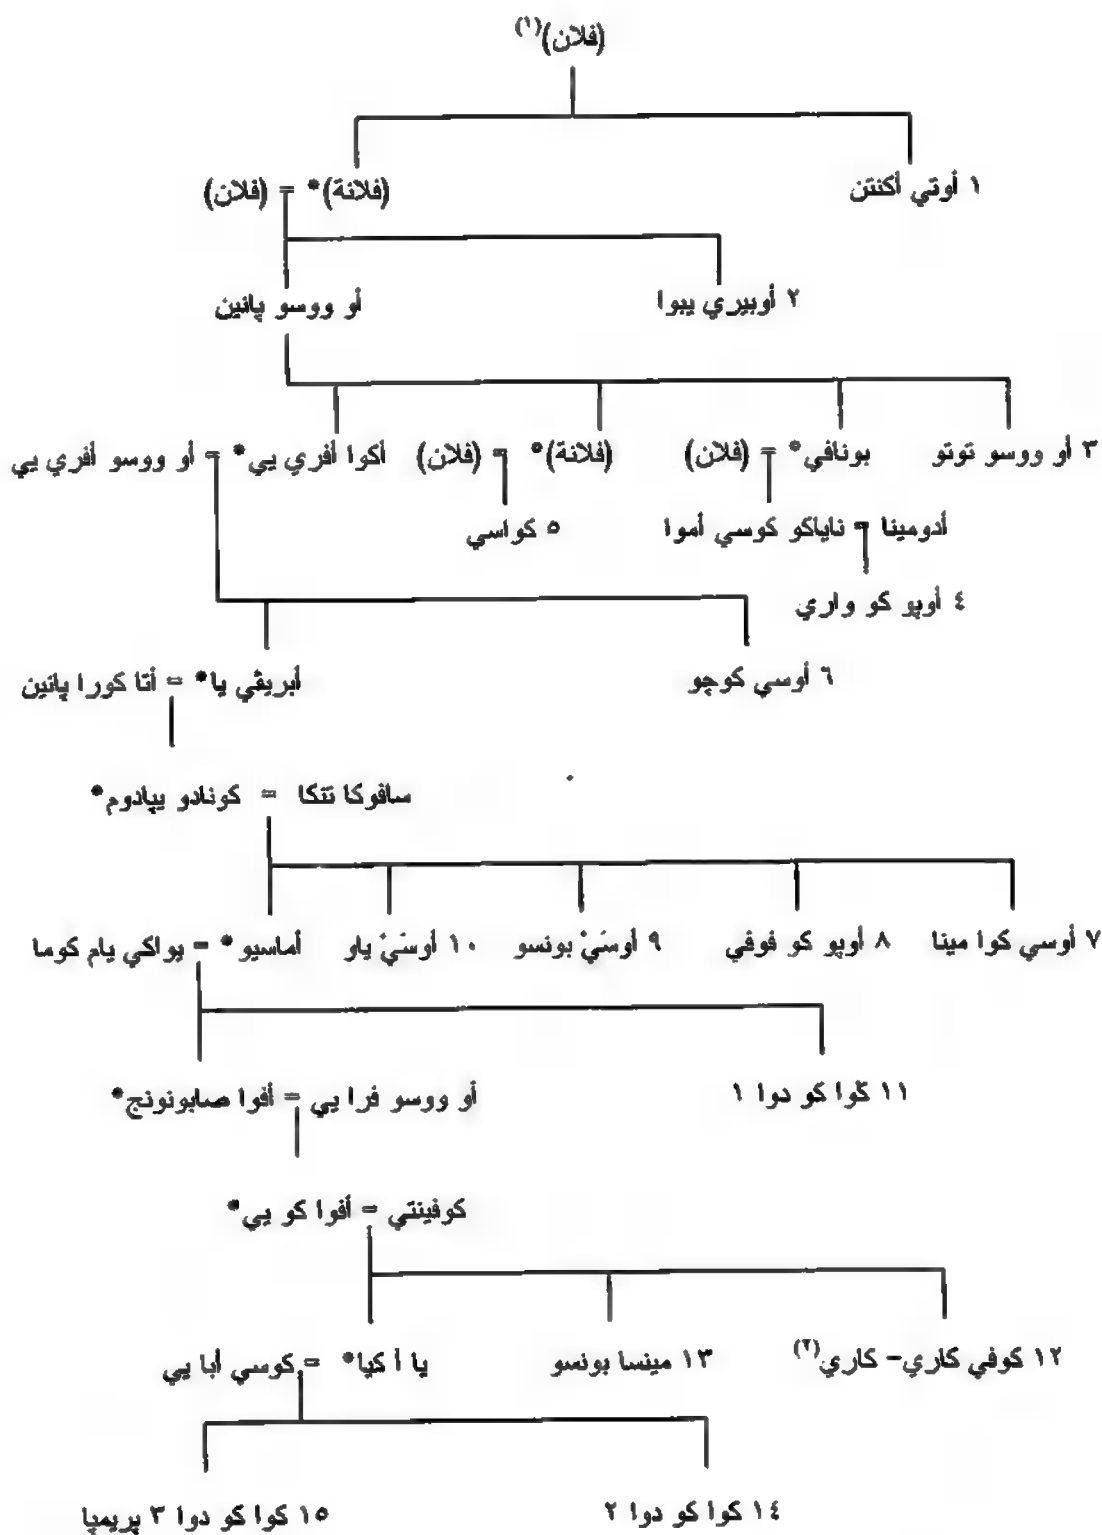 (فلان)(١)
١ أوتي أكنتن (فلانة)* = (فلان)
٢ أوبيري يبوا أو ووسو پانين
٣ أو ووسو توتو بونافي* = (فلان) (فلانة)* = (فلان) أكوا أفري يي* = أو ووسو أفري يي
أدومينا = ناياكو كوسي أموا ٥ كواسي
٤ أوپو كو واري
٦ أوسي كوچو أبريڤي يا* = أتا كورا پانين
سافوكا نتكا = كونادو يپادوم*
٧ أوسي كوا مينا ٨ أوپو كو فوفي ٩ أوسَيْ بونسو ١٠ أوسَيْ ياو أماسيو* = بواكي يام كوما
١١ كوا كو دوا ١ أو ووسو فرا يي = أفوا صابونونج*
كوفينتي = أفوا كو يي*
١٢ كوفي كاري- كاري(٢) ١٣ مينسا بونسو يا أ كيا* = كوسي أبا يي
١٤ كوا كو دوا ٢ ١٥ كوا كو دوا ٣ پريمپا